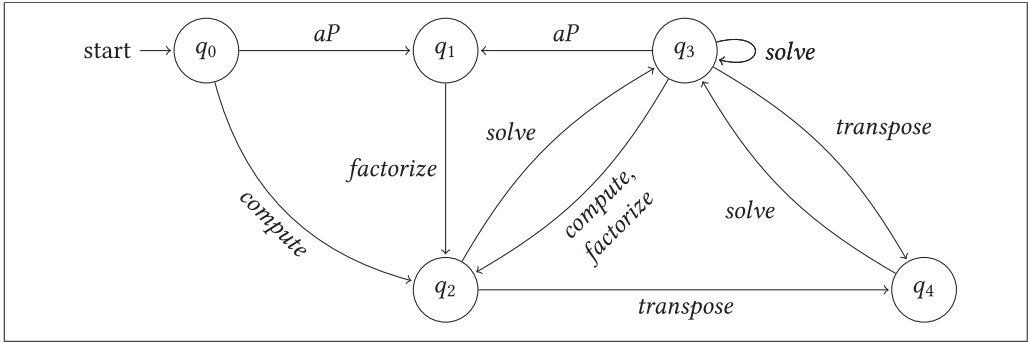 start
q0
aP
q1
aP
q3
solve
solve
transpose
factorize
compute
compute,
factorize
solve
q2
transpose
q4